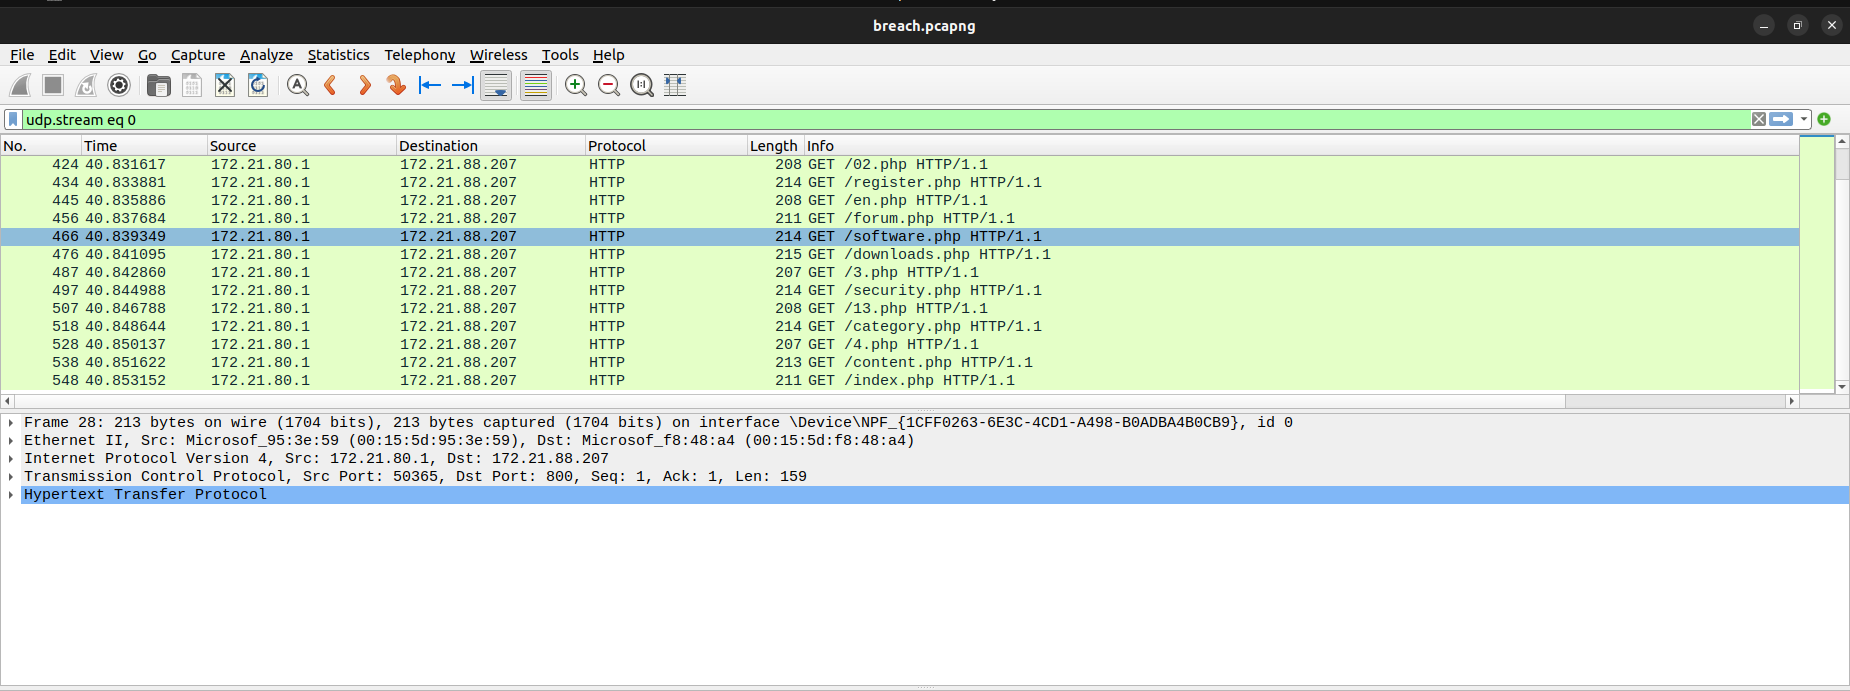 breach.pcapng
File Edit View Go Capture Analyze Statistics Telephony Wireless Tools Help
udp.stream eq 0
No. Time Source Destination Protocol Length Info
424 40.831617 172.21.80.1 172.21.88.207 HTTP 208 GET /02.php HTTP/1.1
434 40.833881 172.21.80.1 172.21.88.207 HTTP 214 GET /register.php HTTP/1.1
445 40.835886 172.21.80.1 172.21.88.207 HTTP 208 GET /en.php HTTP/1.1
456 40.837684 172.21.80.1 172.21.88.207 HTTP 211 GET /forum.php HTTP/1.1
466 40.839349 172.21.80.1 172.21.88.207 HTTP 214 GET /software.php HTTP/1.1
476 40.841095 172.21.80.1 172.21.88.207 HTTP 215 GET /downloads.php HTTP/1.1
487 40.842860 172.21.80.1 172.21.88.207 HTTP 207 GET /3.php HTTP/1.1
497 40.844988 172.21.80.1 172.21.88.207 HTTP 214 GET /security.php HTTP/1.1
507 40.846788 172.21.80.1 172.21.88.207 HTTP 208 GET /13.php HTTP/1.1
518 40.848644 172.21.80.1 172.21.88.207 HTTP 214 GET /category.php HTTP/1.1
528 40.850137 172.21.80.1 172.21.88.207 HTTP 207 GET /4.php HTTP/1.1
538 40.851622 172.21.80.1 172.21.88.207 HTTP 213 GET /content.php HTTP/1.1
548 40.853152 172.21.80.1 172.21.88.207 HTTP 211 GET /index.php HTTP/1.1
Frame 28: 213 bytes on wire (1704 bits), 213 bytes captured (1704 bits) on interface \Device\NPF_{1CFF0263-6E3C-4CD1-A498-B0ADBA4B0CB9}, id 0
Ethernet II, Src: Microsof_95:3e:59 (00:15:5d:95:3e:59), Dst: Microsof_f8:48:a4 (00:15:5d:f8:48:a4)
Internet Protocol Version 4, Src: 172.21.80.1, Dst: 172.21.88.207
Transmission Control Protocol, Src Port: 50365, Dst Port: 800, Seq: 1, Ack: 1, Len: 159
Hypertext Transfer Protocol